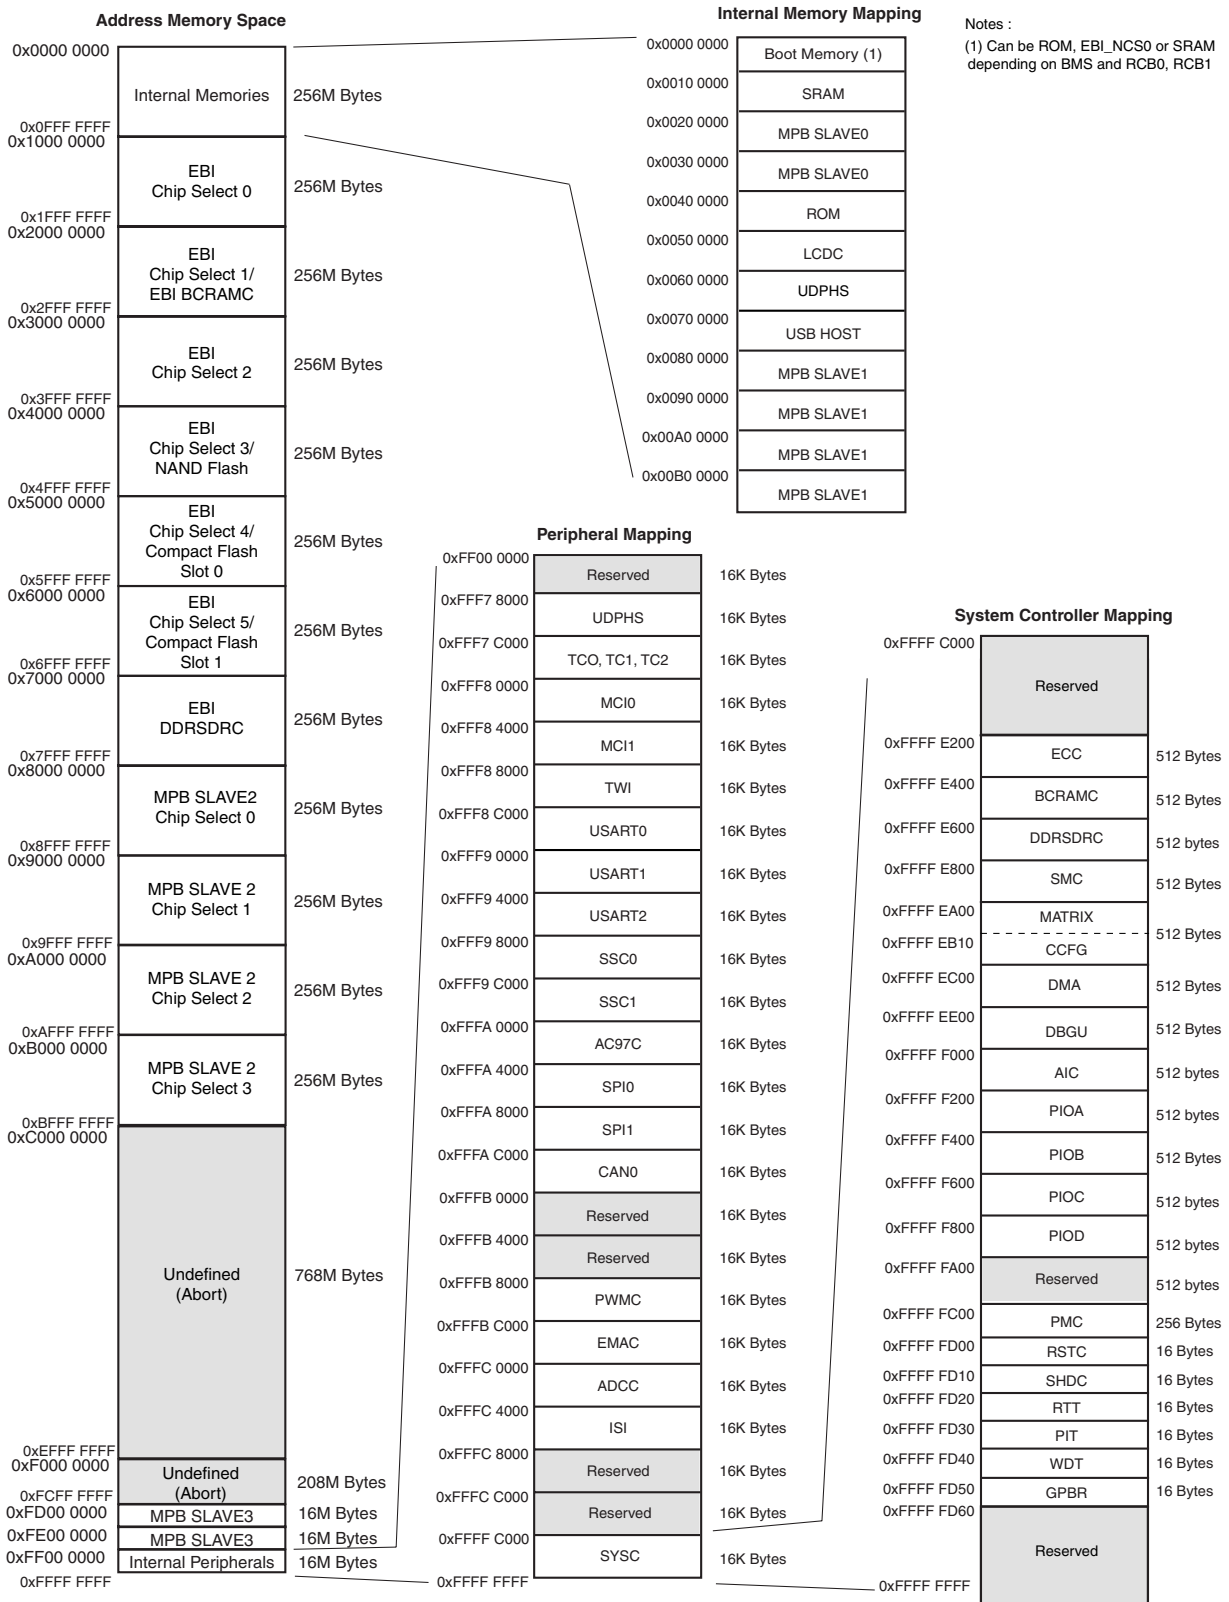 Address Memory Space
0x0000 0000
Internal Memories
256M Bytes
0x0FFF FFFF
0x1000 0000
EBI
Chip Select 0
256M Bytes
0x1FFF FFFF
0x2000 0000
EBI
Chip Select 1/
EBI BCRAMC
256M Bytes
0x2FFF FFFF
0x3000 0000
EBI
Chip Select 2
256M Bytes
0x3FFF FFFF
0x4000 0000
EBI
Chip Select 3/
NAND Flash
256M Bytes
0x4FFF FFFF
0x5000 0000
EBI
Chip Select 4/
Compact Flash
Slot 0
256M Bytes
0x5FFF FFFF
0x6000 0000
EBI
Chip Select 5/
Compact Flash
Slot 1
256M Bytes
0x6FFF FFFF
0x7000 0000
EBI
DDRSDRC
256M Bytes
0x7FFF FFFF
0x8000 0000
MPB SLAVE2
Chip Select 0
256M Bytes
0x8FFF FFFF
0x9000 0000
MPB SLAVE 2
Chip Select 1
256M Bytes
0x9FFF FFFF
0xA000 0000
MPB SLAVE 2
Chip Select 2
256M Bytes
0xAFFF FFFF
0xB000 0000
MPB SLAVE 2
Chip Select 3
256M Bytes
0xBFFF FFFF
0xC000 0000
Undefined
(Abort)
768M Bytes
0xEFFF FFFF
0xF000 0000
Undefined
(Abort)
208M Bytes
0xFCFF FFFF
0xFD00 0000
MPB SLAVE3
16M Bytes
0xFE00 0000
MPB SLAVE3
16M Bytes
0xFF00 0000
Internal Peripherals
16M Bytes
0xFFFF FFFF
Internal Memory Mapping
0x0000 0000
Boot Memory (1)
0x0010 0000
SRAM
0x0020 0000
MPB SLAVE0
0x0030 0000
MPB SLAVE0
0x0040 0000
ROM
0x0050 0000
LCDC
0x0060 0000
UDPHS
0x0070 0000
USB HOST
0x0080 0000
MPB SLAVE1
0x0090 0000
MPB SLAVE1
0x00A0 0000
MPB SLAVE1
0x00B0 0000
MPB SLAVE1
Notes :
(1) Can be ROM, EBI_NCS0 or SRAM
depending on BMS and RCB0, RCB1
Peripheral Mapping
0xFF00 0000
Reserved
16K Bytes
0xFFF7 8000
UDPHS
16K Bytes
0xFFF7 C000
TCO, TC1, TC2
16K Bytes
0xFFF8 0000
MCI0
16K Bytes
0xFFF8 4000
MCI1
16K Bytes
0xFFF8 8000
TWI
16K Bytes
0xFFF8 C000
USART0
16K Bytes
0xFFF9 0000
USART1
16K Bytes
0xFFF9 4000
USART2
16K Bytes
0xFFF9 8000
SSC0
16K Bytes
0xFFF9 C000
SSC1
16K Bytes
0xFFFA 0000
AC97C
16K Bytes
0xFFFA 4000
SPI0
16K Bytes
0xFFFA 8000
SPI1
16K Bytes
0xFFFA C000
CAN0
16K Bytes
0xFFFB 0000
Reserved
16K Bytes
0xFFFB 4000
Reserved
16K Bytes
0xFFFB 8000
PWMC
16K Bytes
0xFFFB C000
EMAC
16K Bytes
0xFFFC 0000
ADCC
16K Bytes
0xFFFC 4000
ISI
16K Bytes
0xFFFC 8000
Reserved
16K Bytes
0xFFFC C000
Reserved
16K Bytes
0xFFFF C000
SYSC
16K Bytes
0xFFFF FFFF
System Controller Mapping
0xFFFF C000
Reserved
0xFFFF E200
ECC
512 Bytes
0xFFFF E400
BCRAMC
512 Bytes
0xFFFF E600
DDRSDRC
512 bytes
0xFFFF E800
SMC
512 Bytes
0xFFFF EA00
MATRIX
512 Bytes
0xFFFF EB10
CCFG
0xFFFF EC00
DMA
512 Bytes
0xFFFF EE00
DBGU
512 Bytes
0xFFFF F000
AIC
512 bytes
0xFFFF F200
PIOA
512 bytes
0xFFFF F400
PIOB
512 Bytes
0xFFFF F600
PIOC
512 bytes
0xFFFF F800
PIOD
512 bytes
0xFFFF FA00
Reserved
512 bytes
0xFFFF FC00
PMC
256 Bytes
0xFFFF FD00
RSTC
16 Bytes
0xFFFF FD10
SHDC
16 Bytes
0xFFFF FD20
RTT
16 Bytes
0xFFFF FD30
PIT
16 Bytes
0xFFFF FD40
WDT
16 Bytes
0xFFFF FD50
GPBR
16 Bytes
0xFFFF FD60
Reserved
0xFFFF FFFF